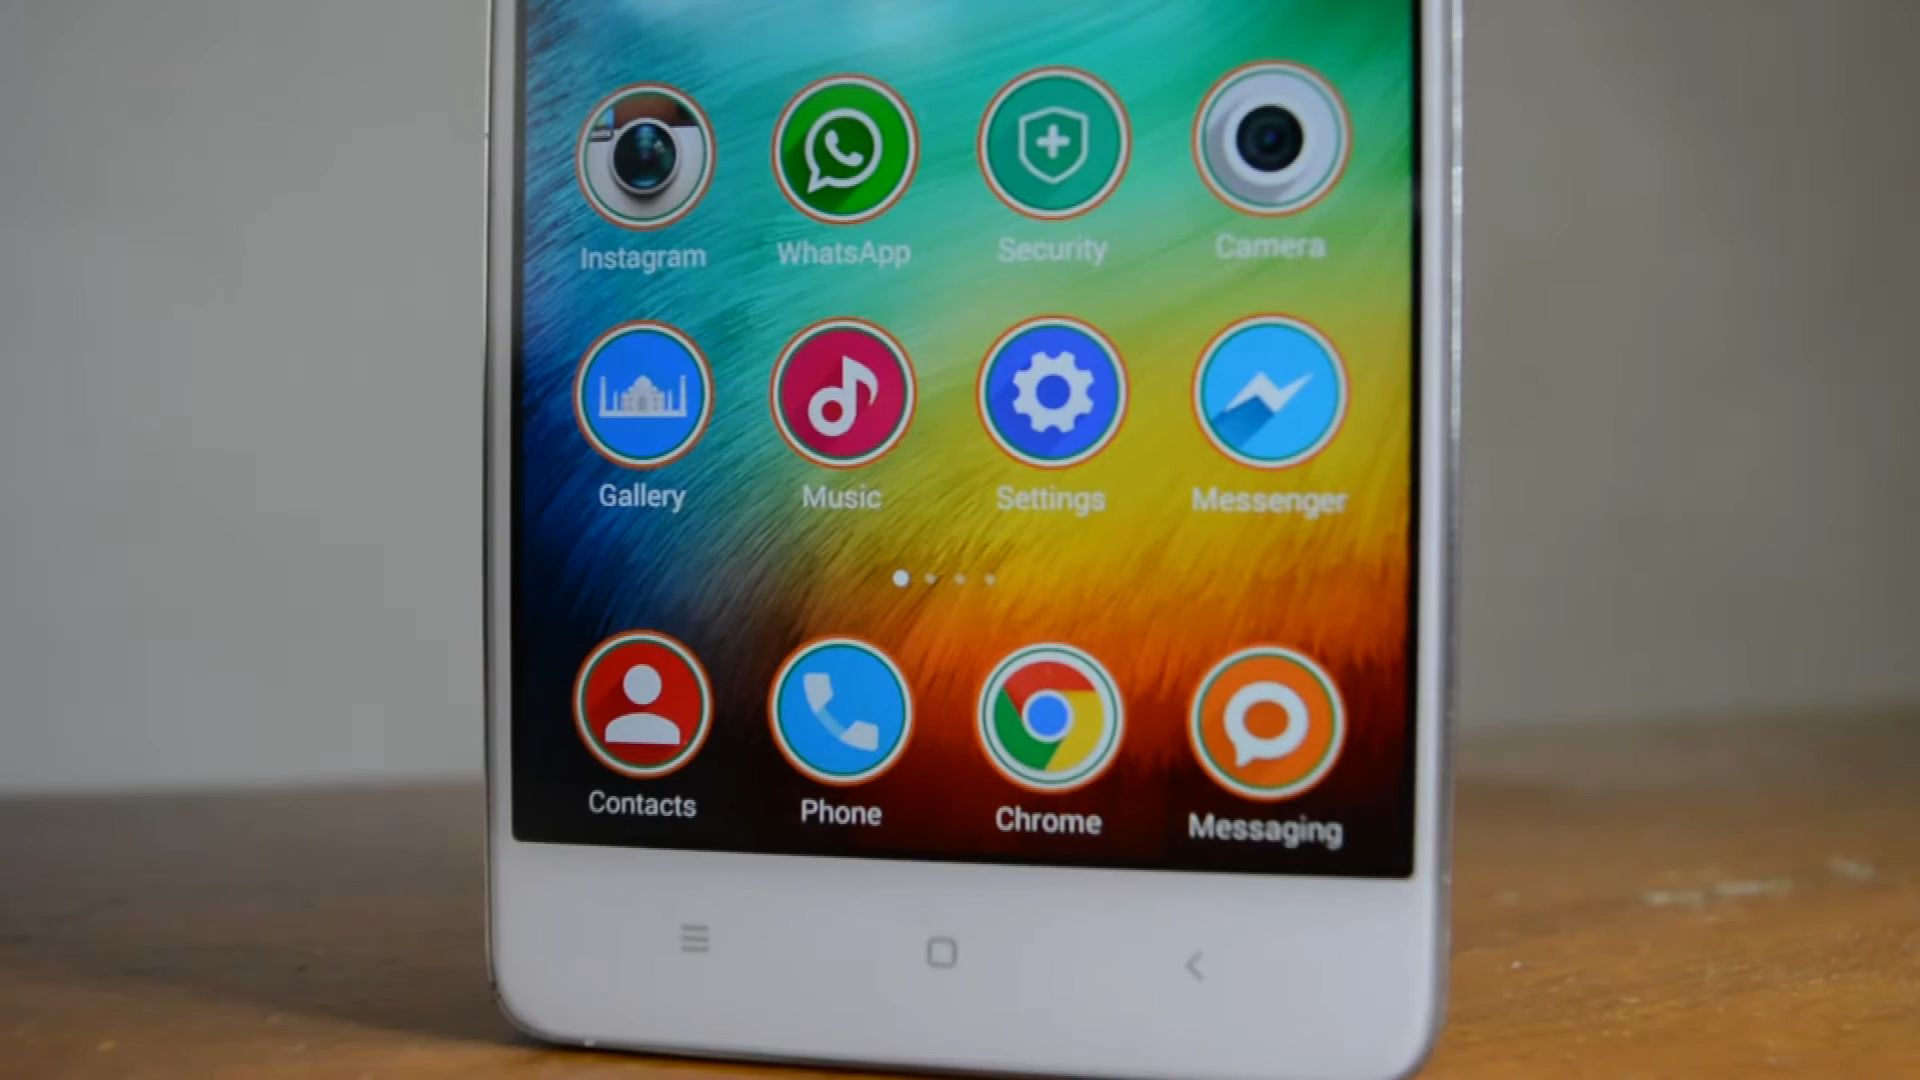 Instagram WhatsApp Security Camera
Gallery Music Settings Messenger
Contacts Phone Chrome Messaging